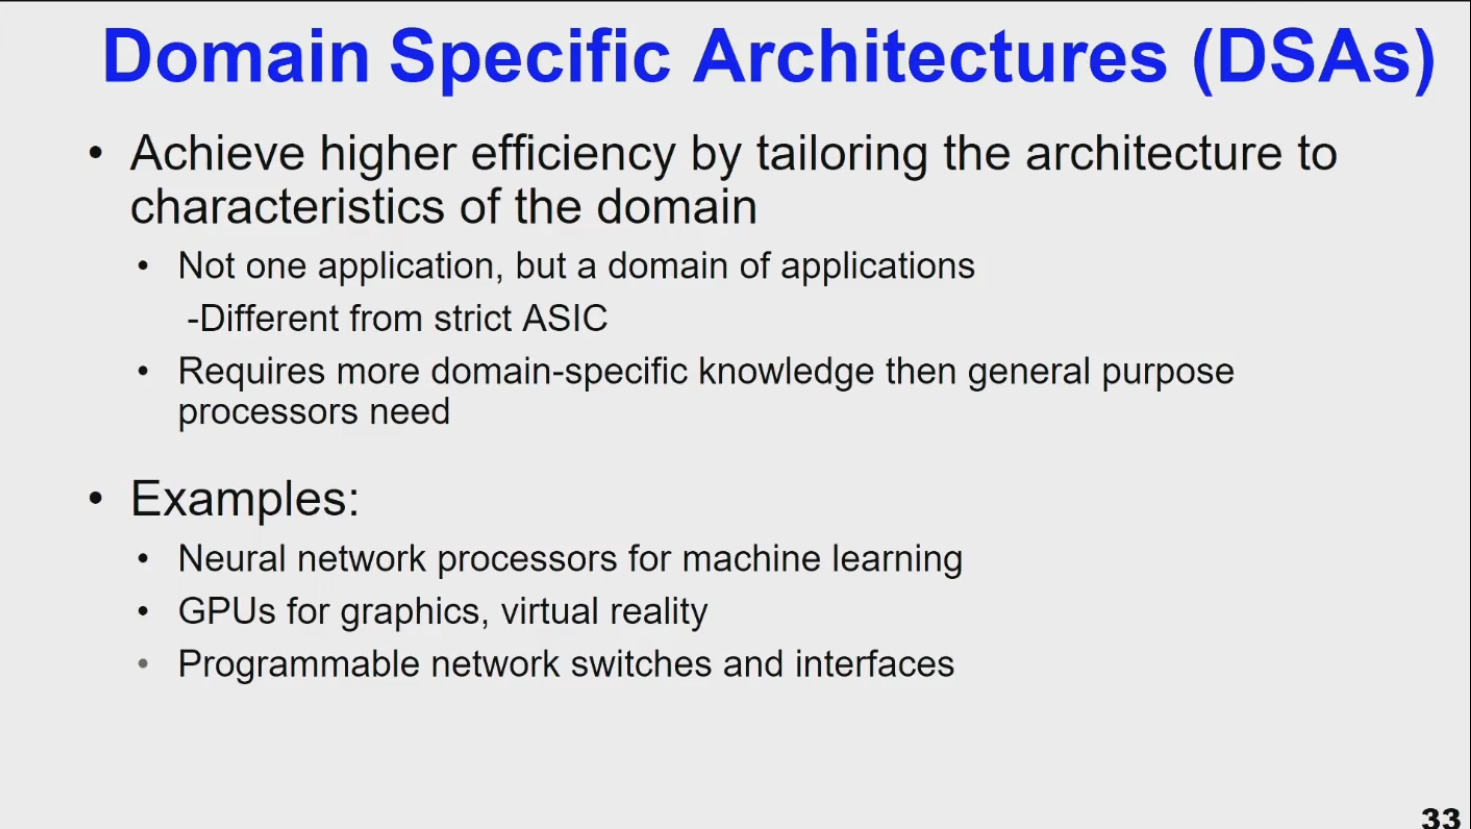 Domain Specific Architectures (DSAs)
• Achieve higher efficiency by tailoring the architecture to
characteristics of the domain
• Not one application, but a domain of applications
-Different from strict ASIC
• Requires more domain-specific knowledge then general purpose
processors need
• Examples:
• Neural network processors for machine learning
• GPUs for graphics, virtual reality
• Programmable network switches and interfaces
33